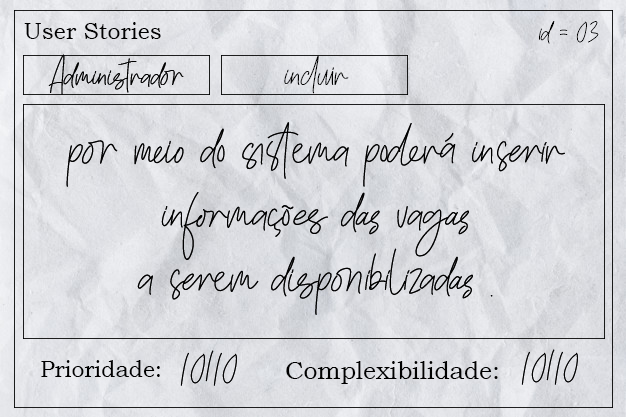 User Stories
id = 03
Administrador
incluir
por meio do sistema poderá inserir
informações das vagas
a serem disponibilizadas .
Prioridade: 10/10
Complexibilidade: 10/10